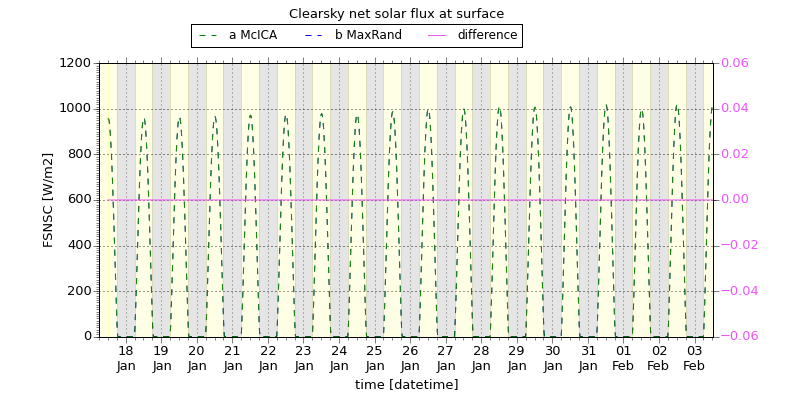 Clearsky net solar flux at surface
a McICA b MaxRand difference
1200
1000
800
600
400
200
0
FSNSC [W/m2]
0.06
0.04
0.02
0.00
−0.02
−0.04
−0.06
18 19 20 21 22 23 24 25 26 27 28 29 30 31 01 02 03
Jan Jan Jan Jan Jan Jan Jan Jan Jan Jan Jan Jan Jan Jan Feb Feb Feb
time [datetime]